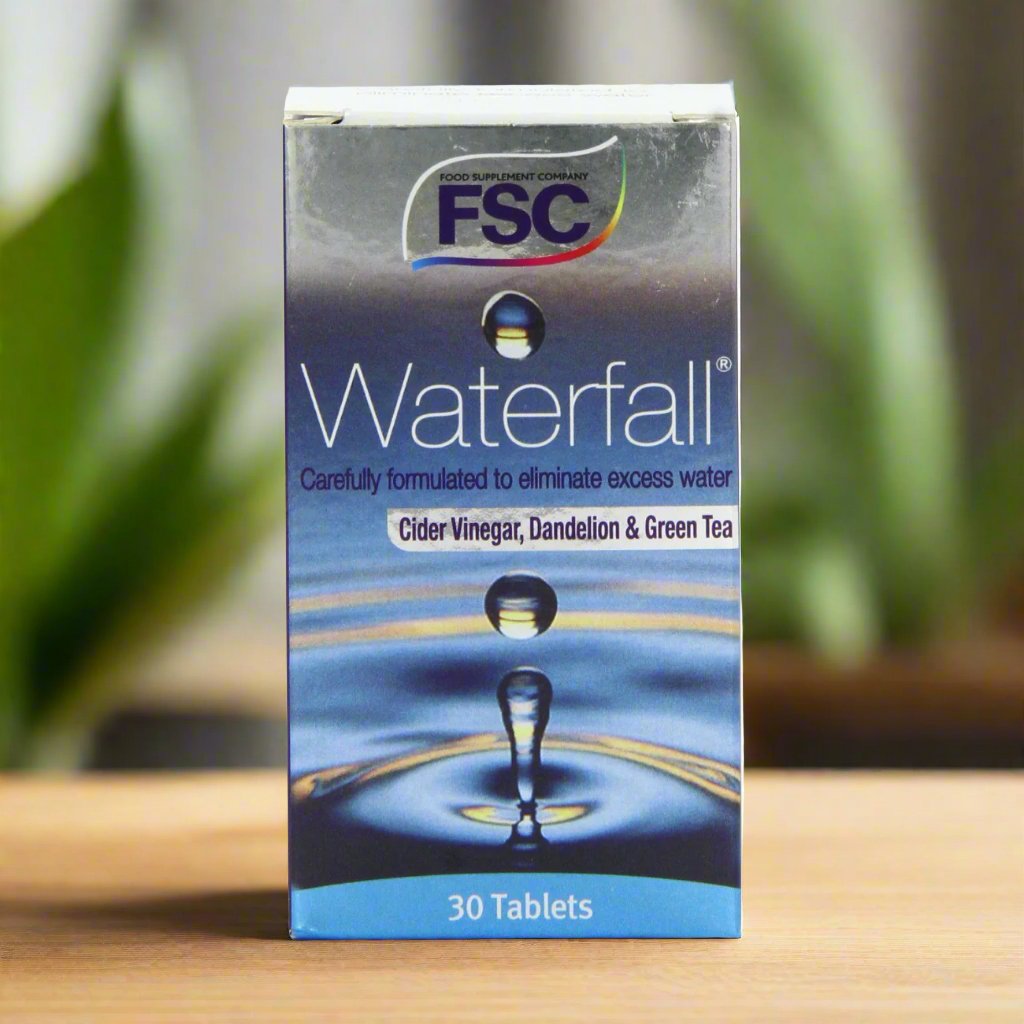 FOOD SUPPLEMENT COMPANY
FSC
Waterfall®
Carefully formulated to eliminate excess water
Cider Vinegar, Dandelion & Green Tea
30 Tablets